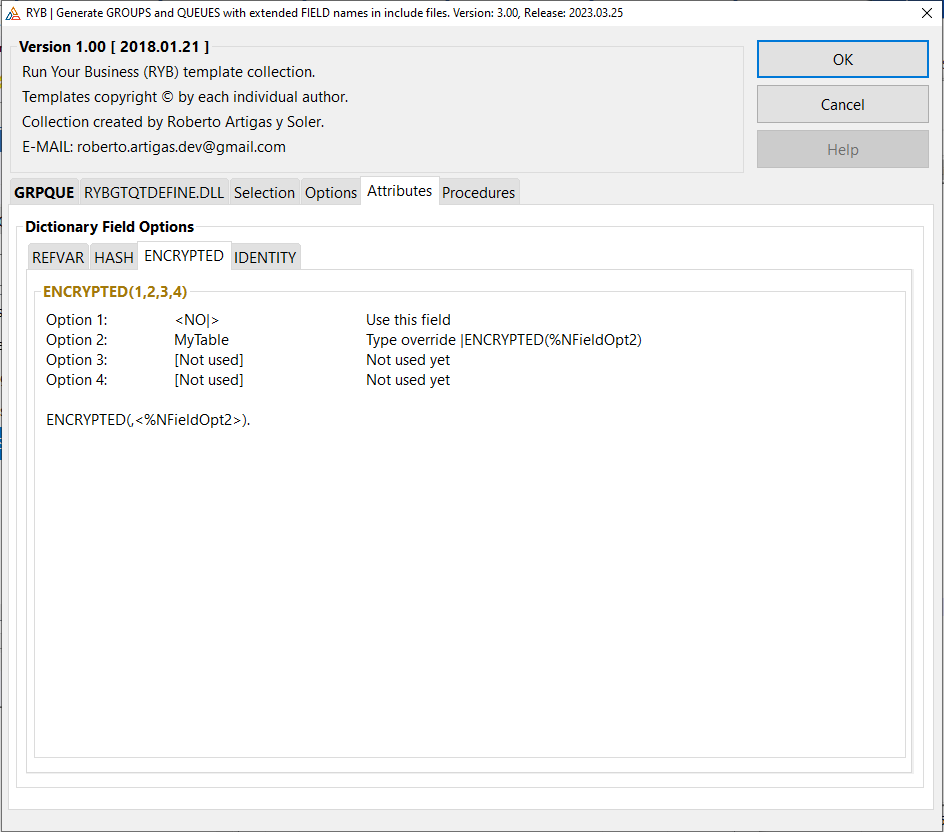 RYB | Generate GROUPS and QUEUES with extended FIELD names in include files. Version: 3.00, Release: 2023.03.25
Version 1.00 [ 2018.01.21 ]
Run Your Business (RYB) template collection.
Templates copyright © by each individual author.
Collection created by Roberto Artigas y Soler.
E-MAIL: roberto.artigas.dev@gmail.com
OK
Cancel
Help
GRPQUE RYBGTQTDEFINE.DLL Selection Options Attributes Procedures
Dictionary Field Options
REFVAR HASH ENCRYPTED IDENTITY
ENCRYPTED(1,2,3,4)
Option 1: <NO|> Use this field
Option 2: MyTable Type override |ENCRYPTED(%NFieldOpt2)
Option 3: [Not used] Not used yet
Option 4: [Not used] Not used yet
ENCRYPTED(,<%NFieldOpt2>).